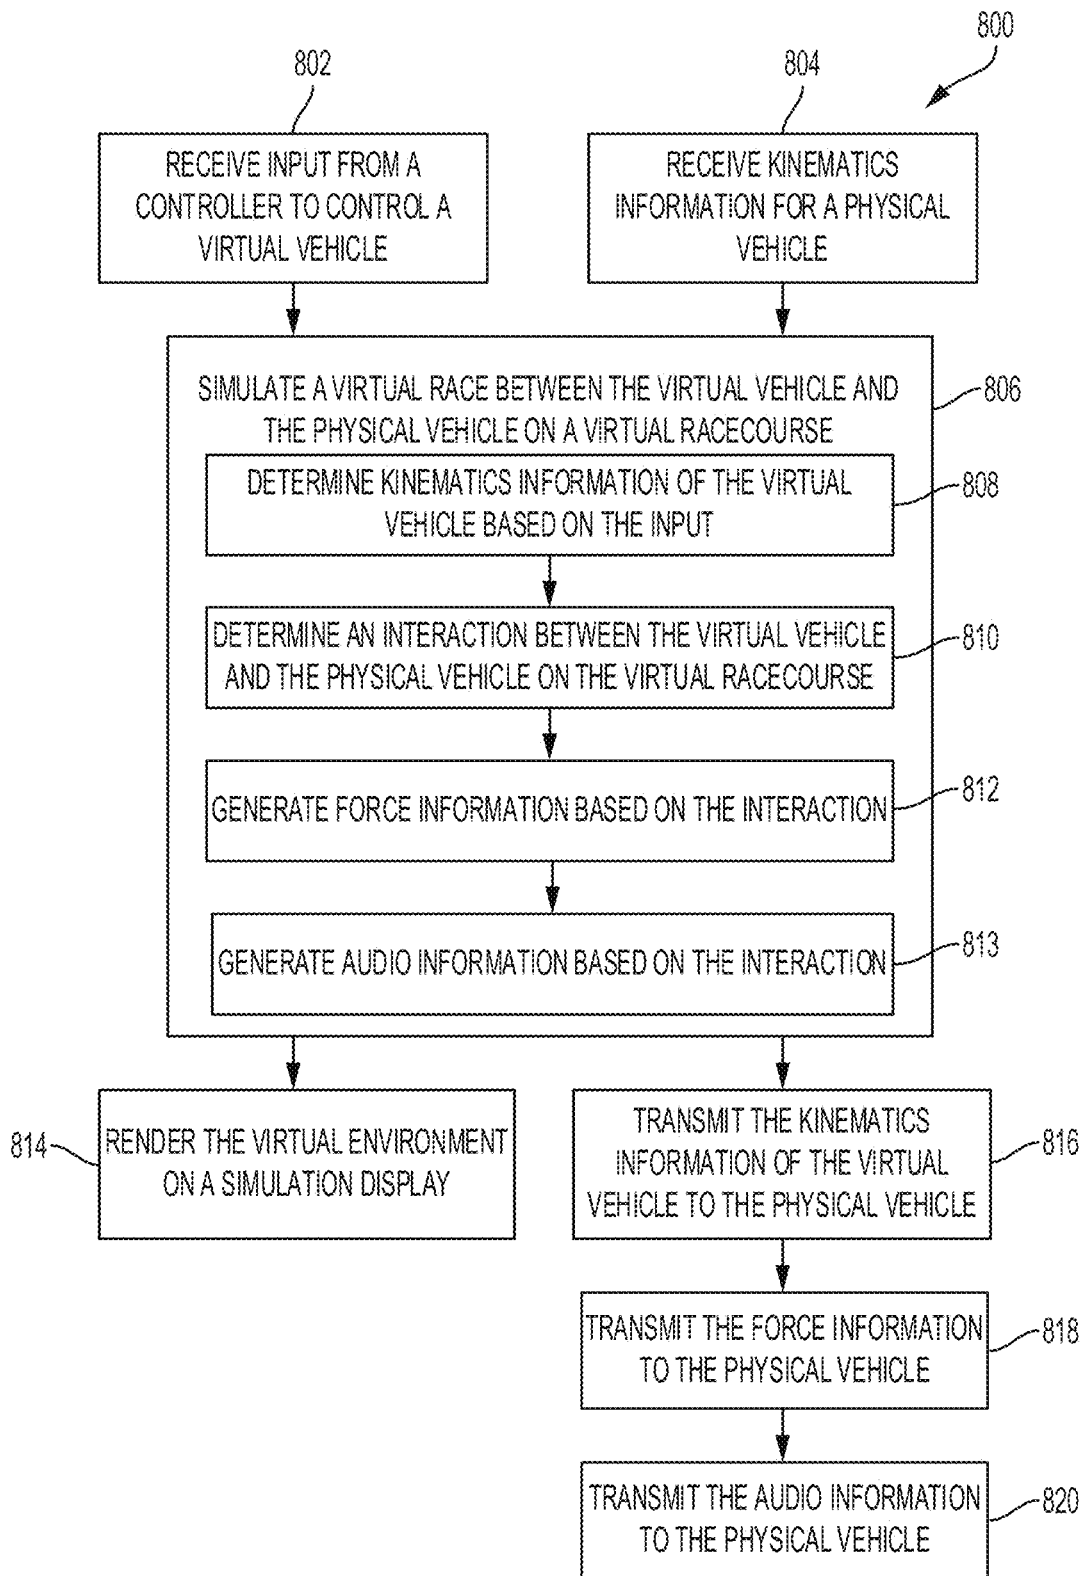 800
802
804
RECEIVE INPUT FROM A
CONTROLLER TO CONTROL A
VIRTUAL VEHICLE
RECEIVE KINEMATICS
INFORMATION FOR A PHYSICAL
VEHICLE
SIMULATE A VIRTUAL RACE BETWEEN THE VIRTUAL VEHICLE AND
THE PHYSICAL VEHICLE ON A VIRTUAL RACECOURSE
806
DETERMINE KINEMATICS INFORMATION OF THE VIRTUAL
VEHICLE BASED ON THE INPUT
808
DETERMINE AN INTERACTION BETWEEN THE VIRTUAL VEHICLE
AND THE PHYSICAL VEHICLE ON THE VIRTUAL RACECOURSE
810
GENERATE FORCE INFORMATION BASED ON THE INTERACTION
812
GENERATE AUDIO INFORMATION BASED ON THE INTERACTION
813
814
RENDER THE VIRTUAL ENVIRONMENT
ON A SIMULATION DISPLAY
TRANSMIT THE KINEMATICS
INFORMATION OF THE VIRTUAL
VEHICLE TO THE PHYSICAL VEHICLE
816
TRANSMIT THE FORCE INFORMATION
TO THE PHYSICAL VEHICLE
818
TRANSMIT THE AUDIO INFORMATION
TO THE PHYSICAL VEHICLE
820